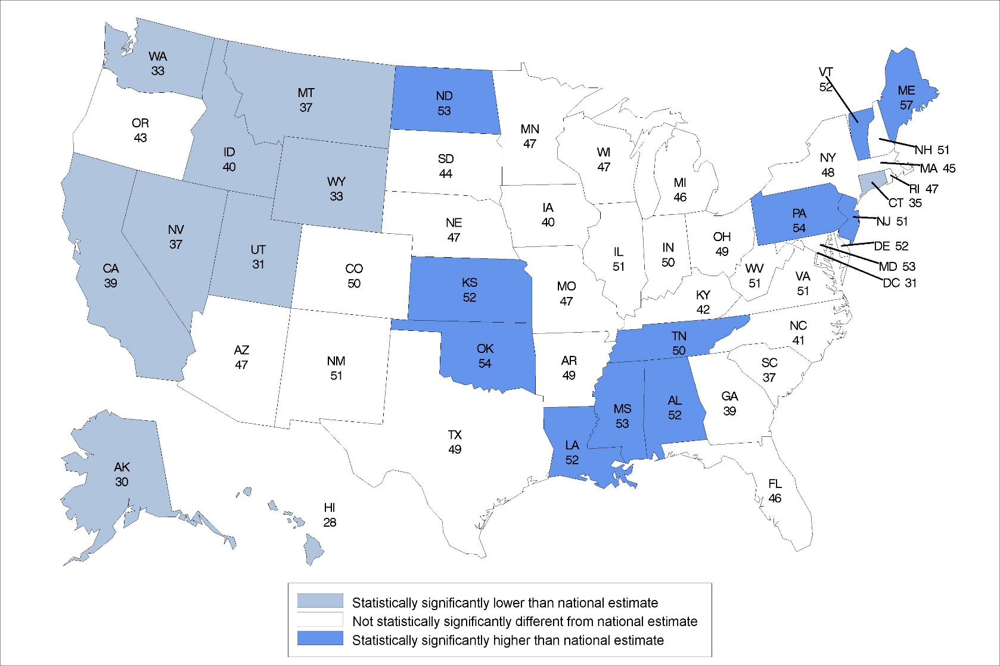 WA
33
OR
43
CA
39
NV
37
ID
40
MT
37
WY
33
UT
31
AZ
47
CO
50
NM
51
ND
53
SD
44
NE
47
KS
52
OK
54
TX
49
MN
47
IA
40
MO
47
AR
49
LA
52
WI
47
IL
51
MI
46
IN
50
OH
49
KY
42
TN
50
MS
53
AL
52
GA
39
FL
46
SC
37
NC
41
VA
51
WV
51
PA
54
NY
48
VT
52
ME
57
NH 51
MA 45
RI 47
CT 35
NJ 51
DE 52
MD 53
DC 31
AK
30
HI
28
Statistically significantly lower than national estimate
Not statistically significantly different from national estimate
Statistically significantly higher than national estimate